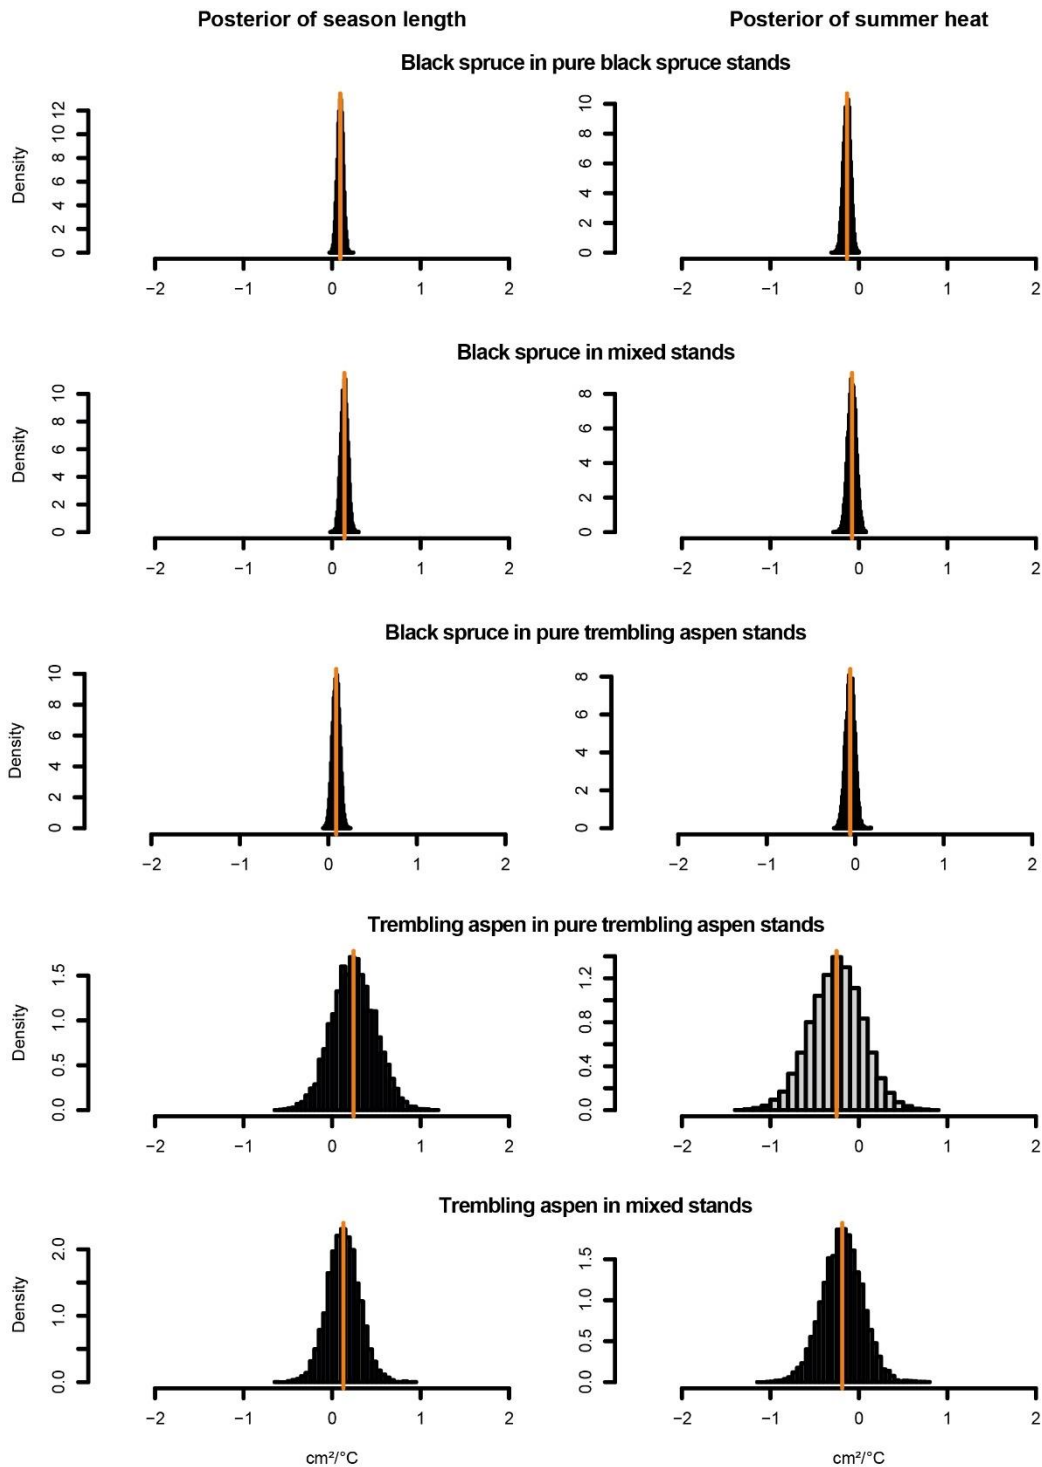 Posterior of season length Posterior of summer heat
Black spruce in pure black spruce stands
Density 0 2 4 6 8 10 12 0 2 4 6 8 10
−2 −1 0 1 2 −2 −1 0 1 2
Black spruce in mixed stands
Density 0 2 4 6 8 10 0 2 4 6 8
−2 −1 0 1 2 −2 −1 0 1 2
Black spruce in pure trembling aspen stands
Density 0 2 4 6 8 10 0 2 4 6 8
−2 −1 0 1 2 −2 −1 0 1 2
Trembling aspen in pure trembling aspen stands
Density 0.0 0.5 1.0 1.5 0.0 0.4 0.8 1.2
−2 −1 0 1 2 −2 −1 0 1 2
Trembling aspen in mixed stands
Density 0.0 1.0 2.0 0.0 0.5 1.0 1.5
−2 −1 0 1 2 −2 −1 0 1 2
cm²/°C cm²/°C